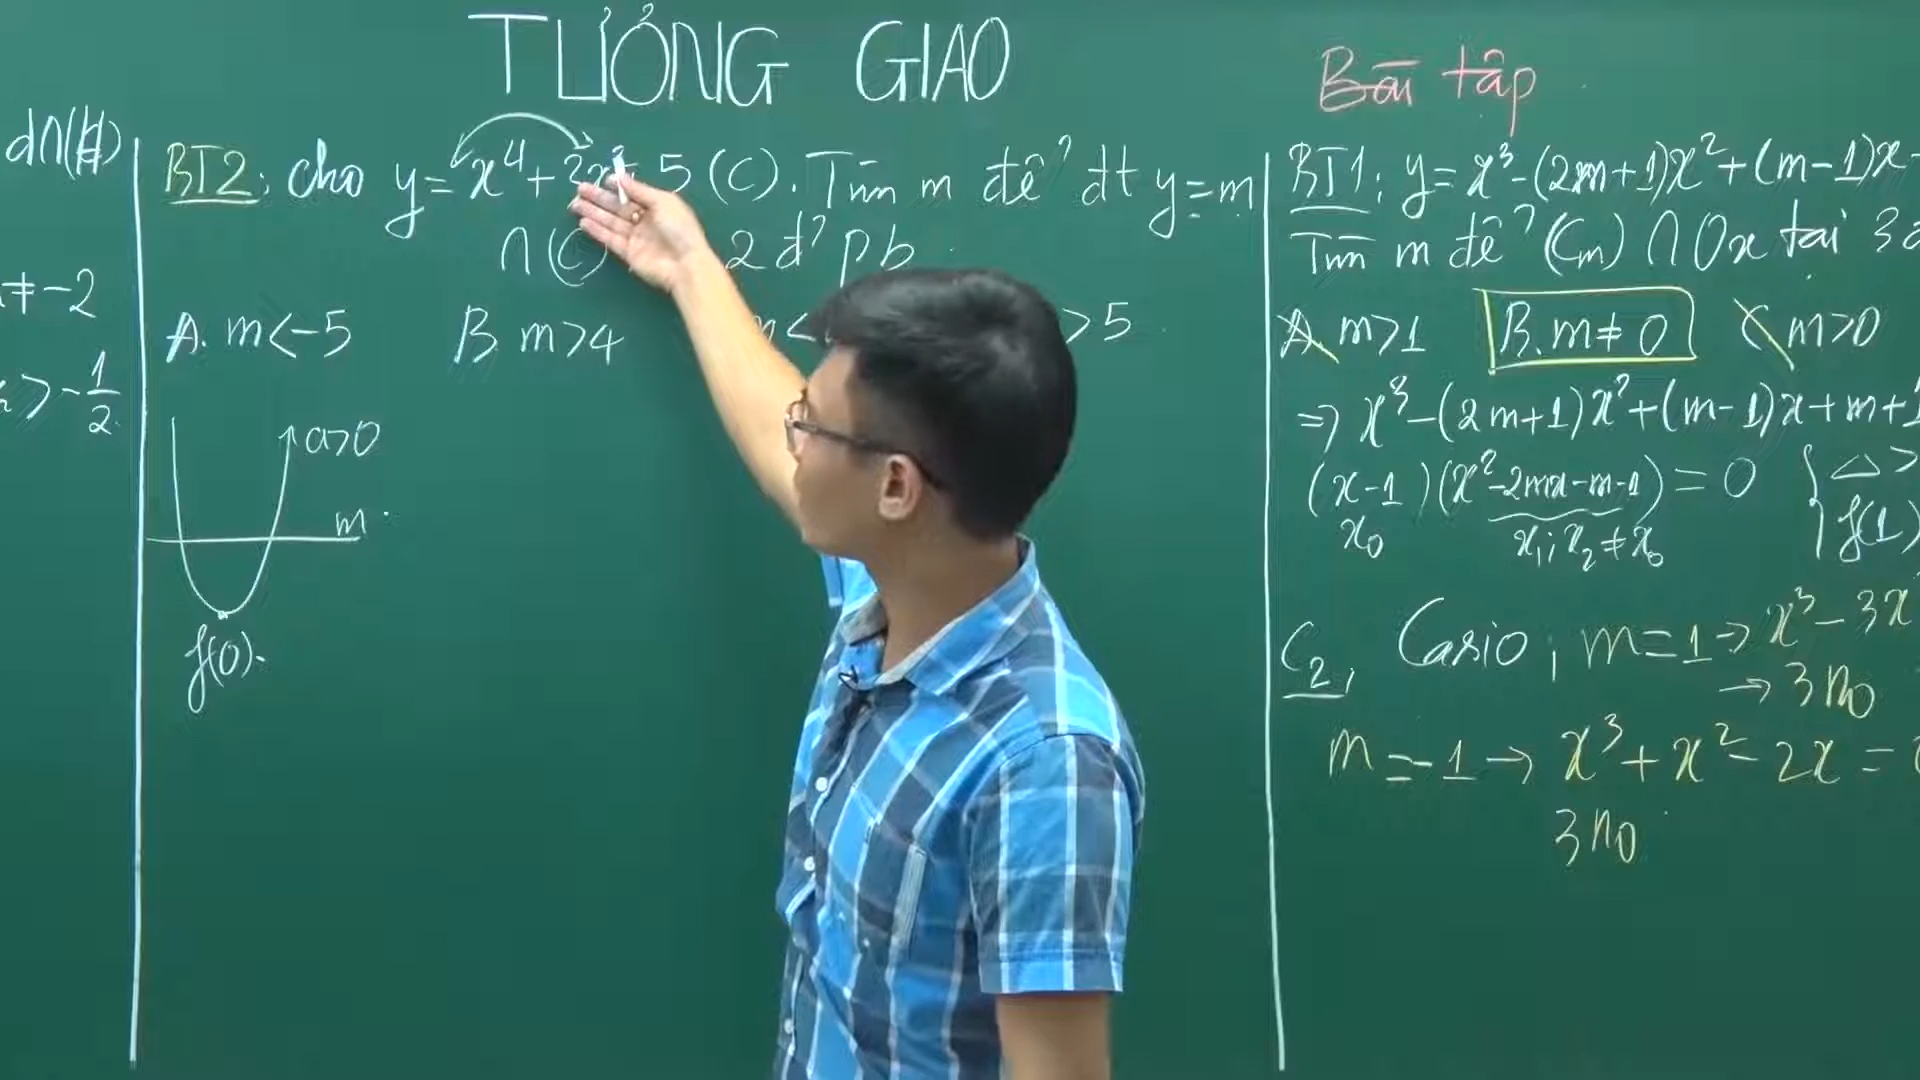 TƯƠNG GIAO
d∩(H)
≠ -2
> -1/2
BT2: Cho y = x⁴ + 2x² + 5 (C). Tìm m để đt y = m
∩ (C) 2 đ' pb
A. m < -5 B. m > 4 < > 5
a > 0
m
f(0).
Bài tập
BT1: y = x³ - (2m+1)x² + (m-1)x
Tìm m để (Cm) ∩ Ox tại 3
A. m > 1 B. m ≠ 0 C m > 0
⇒ x³ - (2m+1)x² + (m-1)x + m + 1
(x-1)(x² - 2mx - m - 1) = 0 { Δ >
x₀ x₁; x₂ ≠ x₀ f(1)
C₂, Casio; m = 1 → x³ - 3x
→ 3 no
m = -1 → x³ + x² - 2x =
3 no